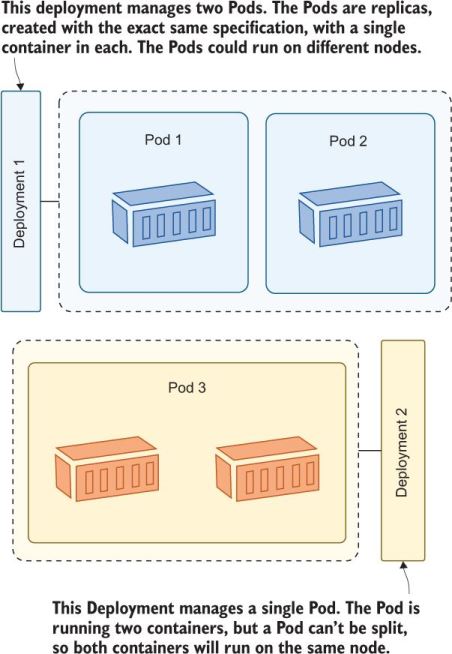 This deployment manages two Pods. The Pods are replicas,
created with the exact same specification, with a single
container in each. The Pods could run on different nodes.
Deployment 1
Pod 1
Pod 2
Pod 3
Deployment 2
This Deployment manages a single Pod. The Pod is
running two containers, but a Pod can't be split,
so both containers will run on the same node.